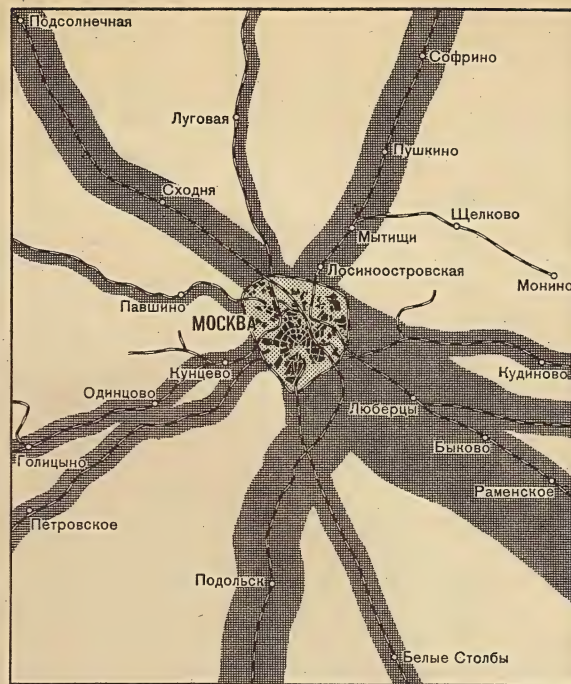 Подсолнечная
Софрино
Луговая
Пушкино
Сходня
Щелково
Мытищи
Лосиноостровская
Монино
Павшино
МОСКВА
Кунцево
Кудиново
Одинцово
Люберцы
Быково
Голицыно
Раменское
Петровское
Подольск
Белые Столбы